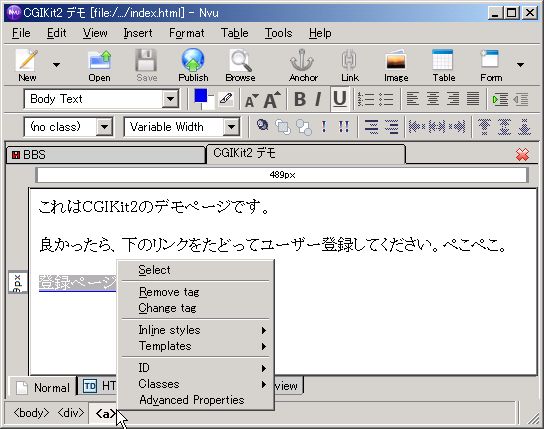 CGIKit2 デモ [file:/.../index.html] - Nvu
File Edit View Insert Format Table Tools Help
New Open Save Publish Browse Anchor Link Image Table Form
Body Text
(no class) Variable Width
BBS CGIKit2 デモ
489px
これはCGIKit2のデモページです。
良かったら、下のリンクをたどってユーザー登録してください。ぺこぺこ。
登録ページ
Select
Remove tag
Change tag
Inline styles
Templates
ID
Classes
Advanced Properties
Normal HT view
<body> <div> <a>